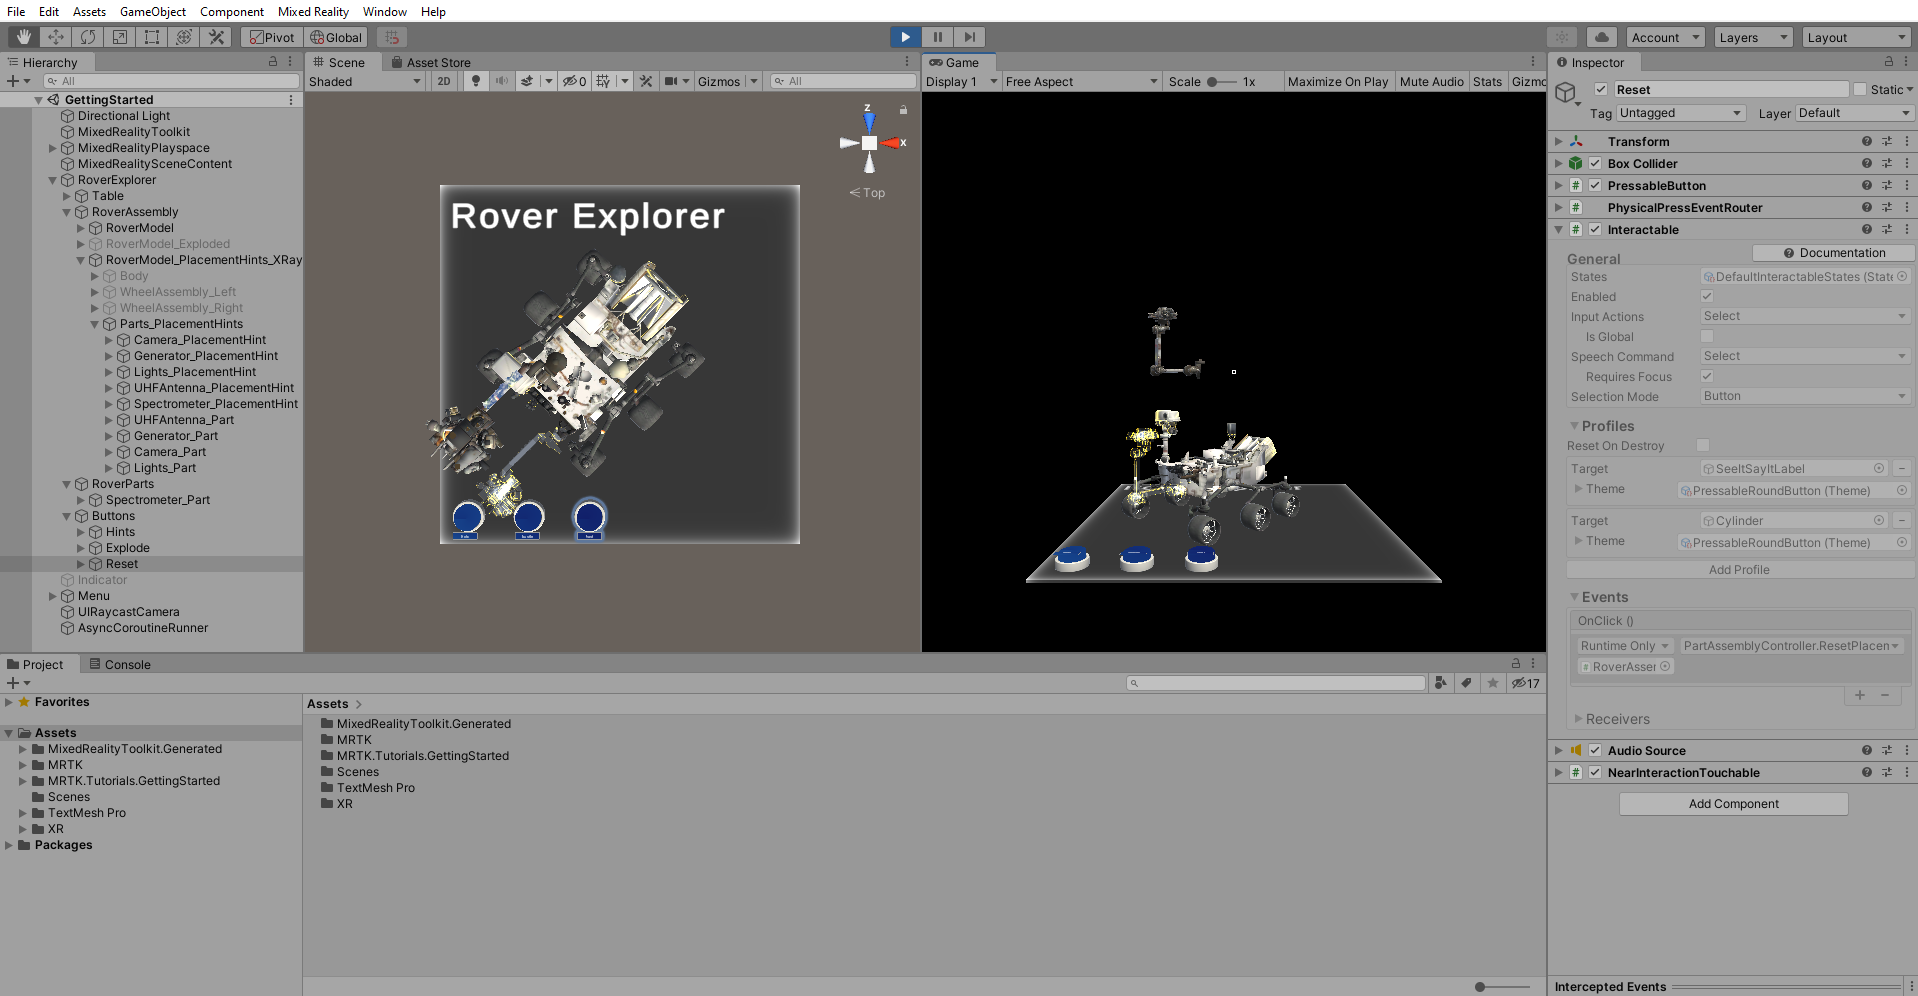 File Edit Assets GameObject Component Mixed Reality Window Help
Pivot Global Account Layers Layout
Hierarchy
All
GettingStarted
Directional Light
MixedRealityToolkit
MixedRealityPlayspace
MixedRealitySceneContent
RoverExplorer
Table
RoverAssembly
RoverModel
RoverModel_Exploded
RoverModel_PlacementHints_XRay
Body
WheelAssembly_Left
WheelAssembly_Right
Parts_PlacementHints
Camera_PlacementHint
Generator_PlacementHint
Lights_PlacementHint
UHFAntenna_PlacementHint
Spectrometer_PlacementHint
UHFAntenna_Part
Generator_Part
Camera_Part
Lights_Part
RoverParts
Spectrometer_Part
Buttons
Hints
Explode
Reset
Indicator
Menu
UIRaycastCamera
AsyncCoroutineRunner
Scene Asset Store
Shaded 2D 0 Gizmos All
z
x
Top
Rover Explorer
Game
Display 1 Free Aspect Scale 1x Maximize On Play Mute Audio Stats Gizmo
Inspector
Reset Static
Tag Untagged Layer Default
Transform
Box Collider
PressableButton
PhysicalPressEventRouter
Interactable
Documentation
General
States DefaultInteractableStates (State
Enabled
Input Actions Select
Is Global
Speech Command Select
Requires Focus
Selection Mode Button
Profiles
Reset On Destroy
Target SeeItSayItLabel
Theme PressableRoundButton (Theme)
Target Cylinder
Theme PressableRoundButton (Theme)
Add Profile
Events
OnClick ()
Runtime Only PartAssemblyController.ResetPlacen
RoverAsser
Receivers
Audio Source
NearInteractionTouchable
Add Component
Intercepted Events
Project Console
17
Favorites
Assets
MixedRealityToolkit.Generated
MRTK
MRTK.Tutorials.GettingStarted
Scenes
TextMesh Pro
XR
Packages
Assets >
MixedRealityToolkit.Generated
MRTK
MRTK.Tutorials.GettingStarted
Scenes
TextMesh Pro
XR